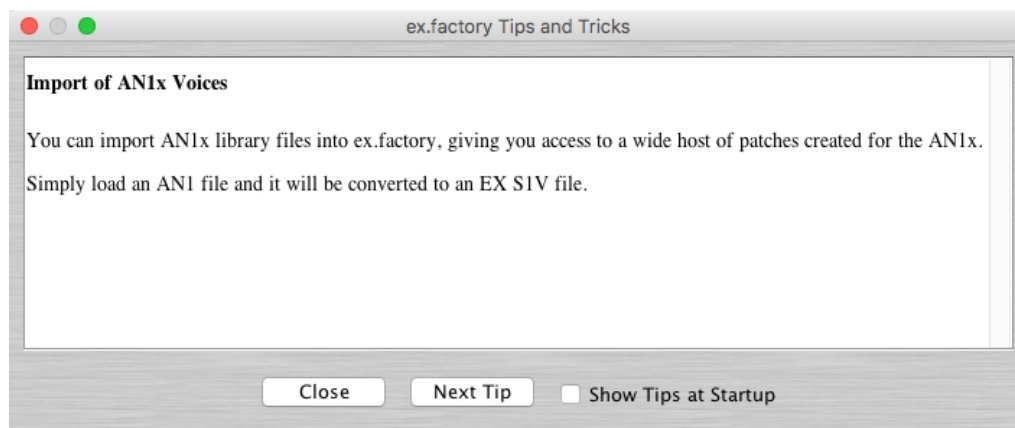 ex.factory Tips and Tricks
Import of AN1x Voices
You can import AN1x library files into ex.factory, giving you access to a wide host of patches created for the AN1x.
Simply load an AN1 file and it will be converted to an EX S1V file.
Close Next Tip Show Tips at Startup